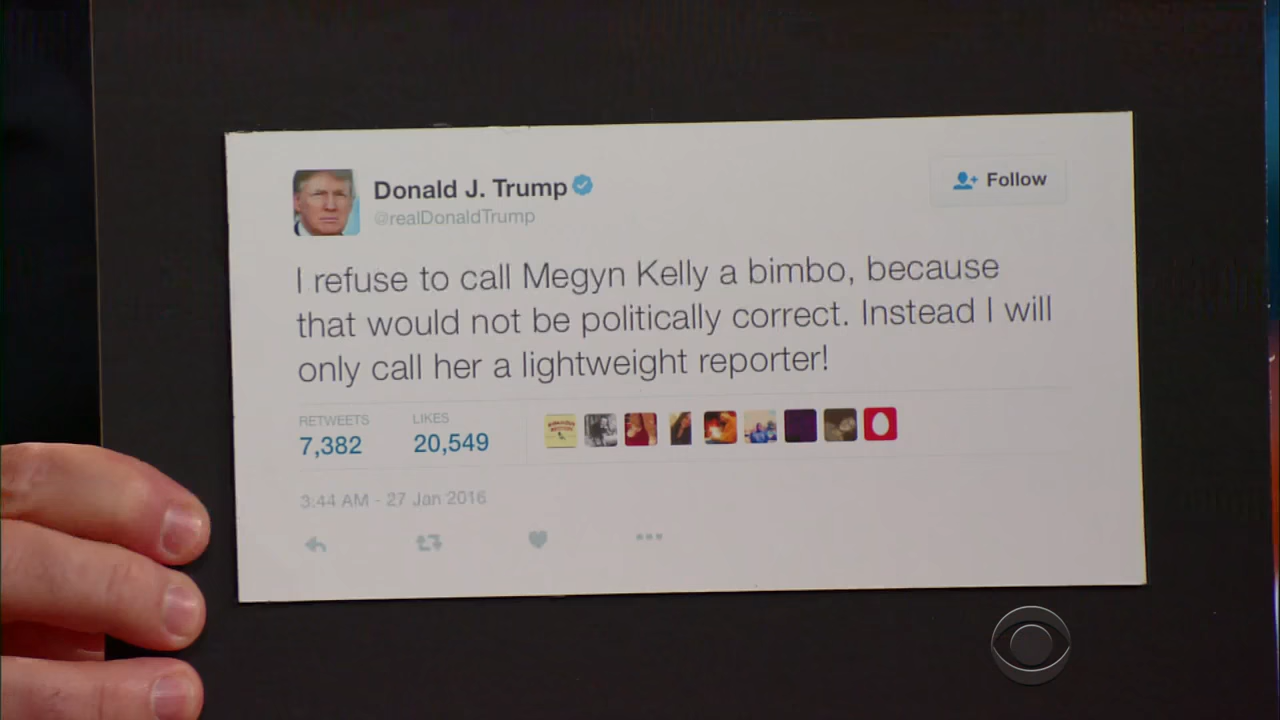 Donald J. Trump
@realDonaldTrump
Follow
I refuse to call Megyn Kelly a bimbo, because
that would not be politically correct. Instead I will
only call her a lightweight reporter!
RETWEETS LIKES
7,382 20,549
3:44 AM - 27 Jan 2016